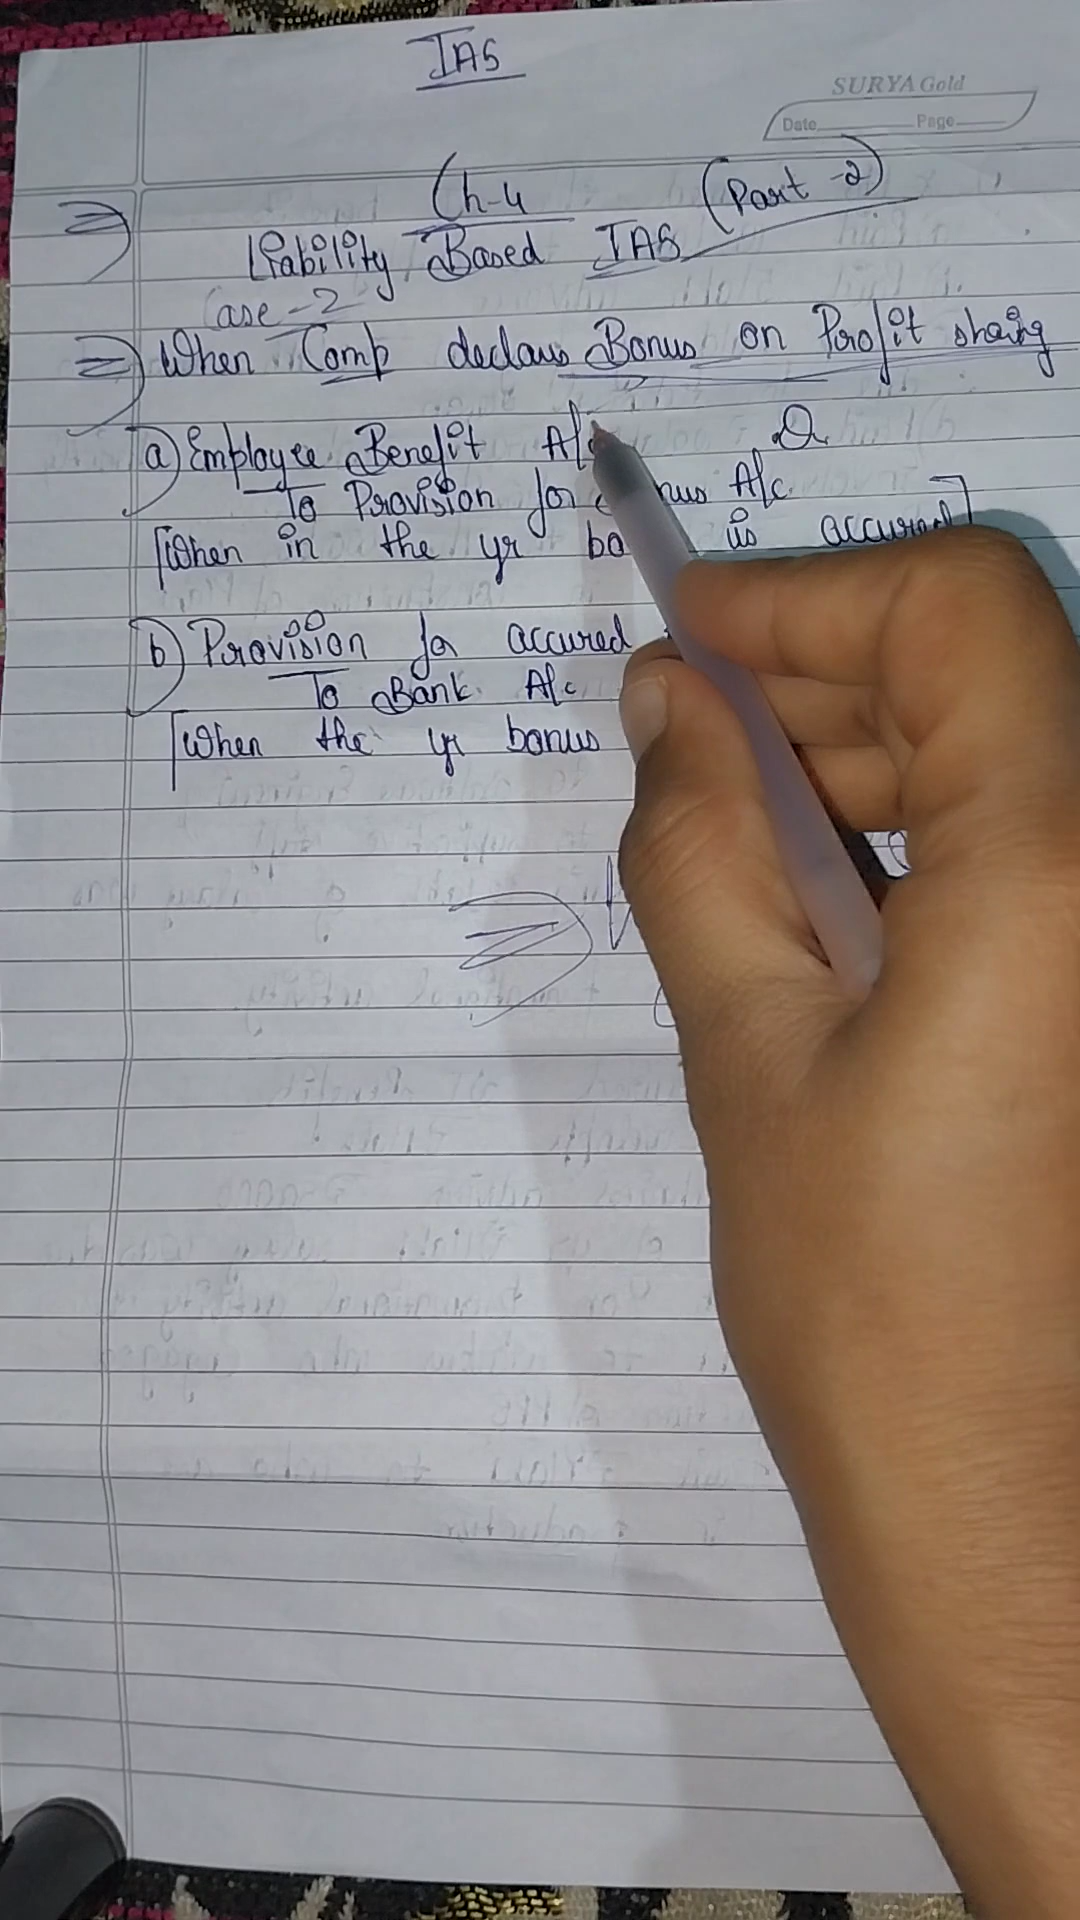 IAS
SURYA Gold
Date Page
Ch-4 (Part -2)
Liability Based IAS
Case -2
When Comp declaus Bonus on Profit sharing
a) Employee Benefit A/c Dr
To Provision for nus A/c
[When in the yr bo is accured]
b) Provision for accured
To Bank A/c
[When the yr bonus